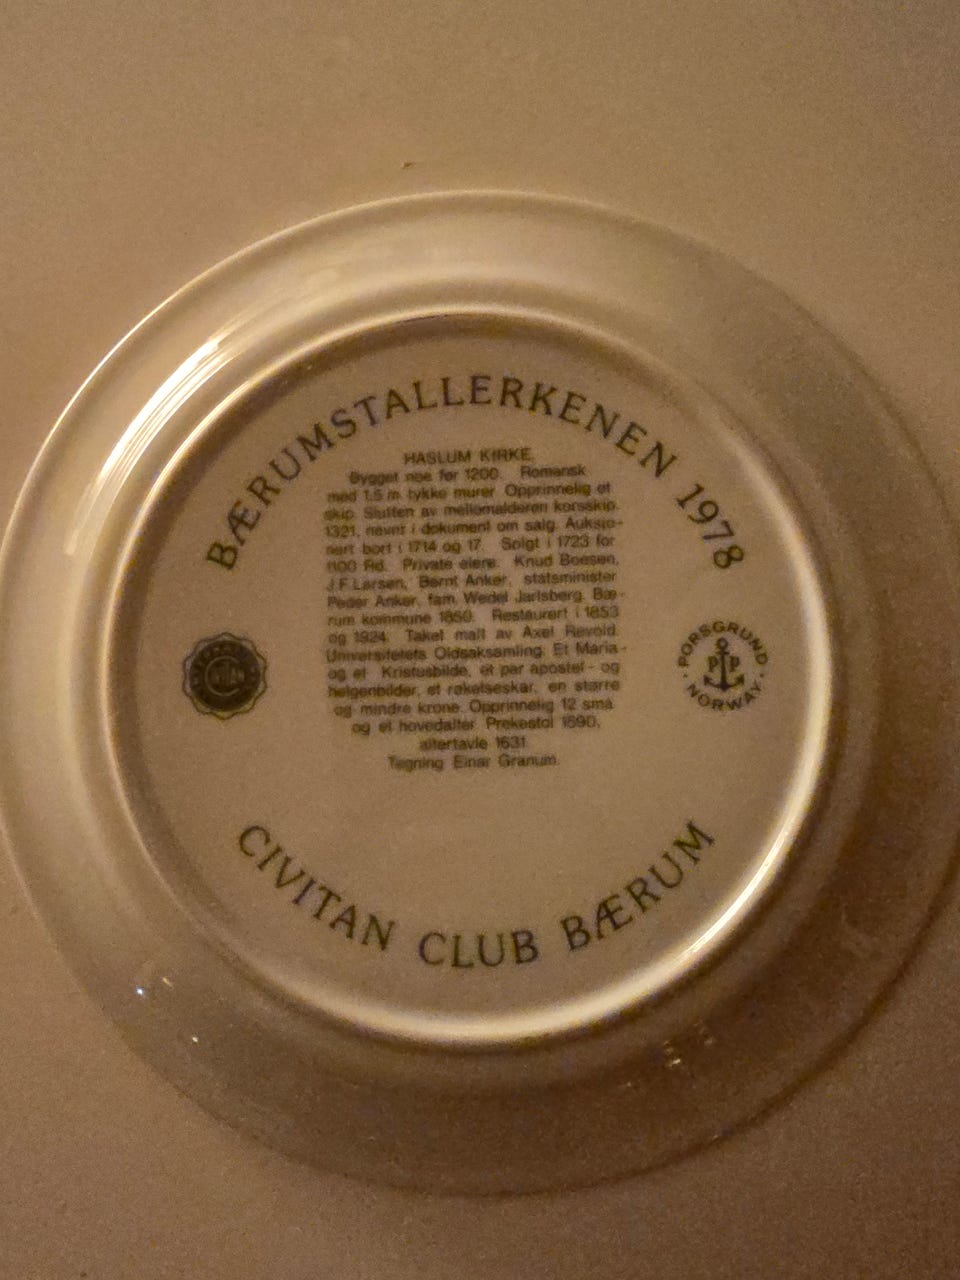 BÆRUMSTALLERKENEN 1978
HASLUM KIRKE.
Bygget noe før 1200. Romansk
med 1,5 m. tykke murer. Opprinnelig et
skip. Slutten av mellomalderen korsskip.
1321, nevnt i dokument om salg. Auksjo-
nert bort i 1714 og 17. Solgt i 1723 for
1100 Rd. Private eiere. Knud Boesen,
J.F. Larsen, Bernt Anker, statsminister
Peder Anker, fam. Wedel Jarlsberg. Bæ-
rum kommune 1850. Restaurert i 1853
og 1924. Taket malt av Axel Revold.
Universitetets Oldsaksamling. Et Maria-
og et Kristusbilde, et par apostel- og
helgenbilder, et røkelseskar, en større
og mindre krone. Opprinnelig 12 små
og et hovedalter. Prekestol 1690,
altertavle 1631.
Tegning Einar Granum.
PORSGRUND
PP
NORWAY
CIVITAN CLUB BÆRUM